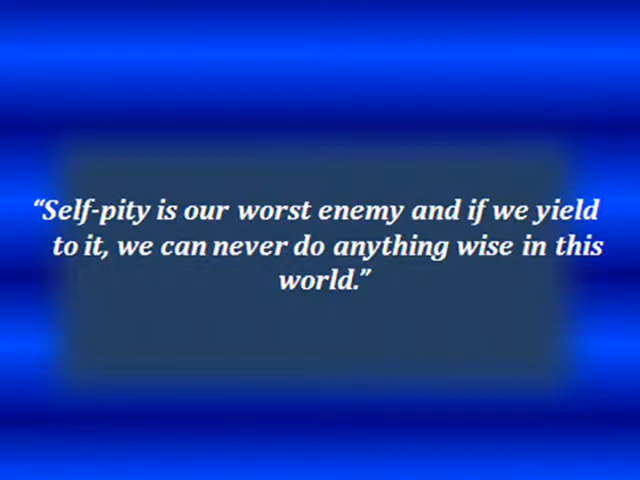 “Self-pity is our worst enemy and if we yield
to it, we can never do anything wise in this
world.”